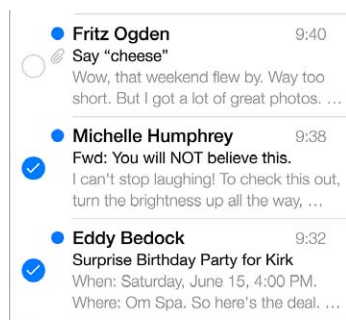 Fritz Ogden 9:40
Say “cheese”
Wow, that weekend flew by. Way too
short. But I got a lot of great photos. ...
Michelle Humphrey 9:38
Fwd: You will NOT believe this.
I can't stop laughing! To check this out,
turn the brightness up all the way, ...
Eddy Bedock 9:32
Surprise Birthday Party for Kirk
When: Saturday, June 15, 4:00 PM.
Where: Om Spa. So here's the deal. ...